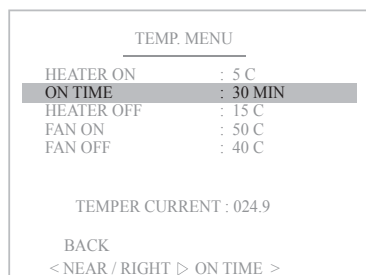 TEMP. MENU
HEATER ON : 5 C
ON TIME : 30 MIN
HEATER OFF : 15 C
FAN ON : 50 C
FAN OFF : 40 C
TEMPER CURRENT : 024.9
BACK
< NEAR / RIGHT ▷ ON TIME >